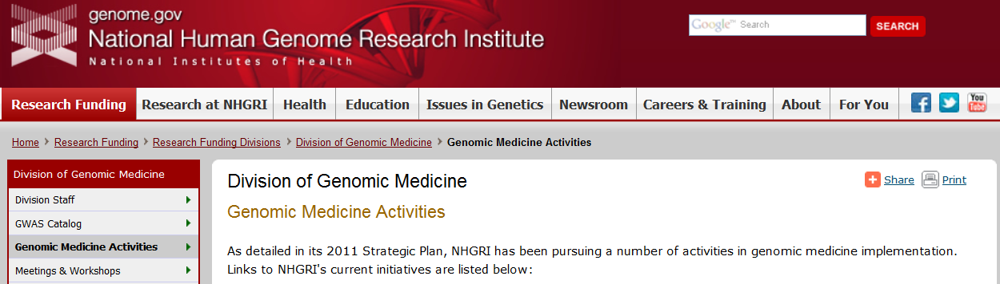 genome.gov
National Human Genome Research Institute
National Institutes of Health
Google™ Search
SEARCH
Research Funding
Research at NHGRI
Health
Education
Issues in Genetics
Newsroom
Careers & Training
About
For You
f
You
Tube
Home > Research Funding > Research Funding Divisions > Division of Genomic Medicine > Genomic Medicine Activities
Division of Genomic Medicine
Division Staff
GWAS Catalog
Genomic Medicine Activities
Meetings & Workshops
Division of Genomic Medicine
Share
Print
Genomic Medicine Activities
As detailed in its 2011 Strategic Plan, NHGRI has been pursuing a number of activities in genomic medicine implementation.
Links to NHGRI's current initiatives are listed below: